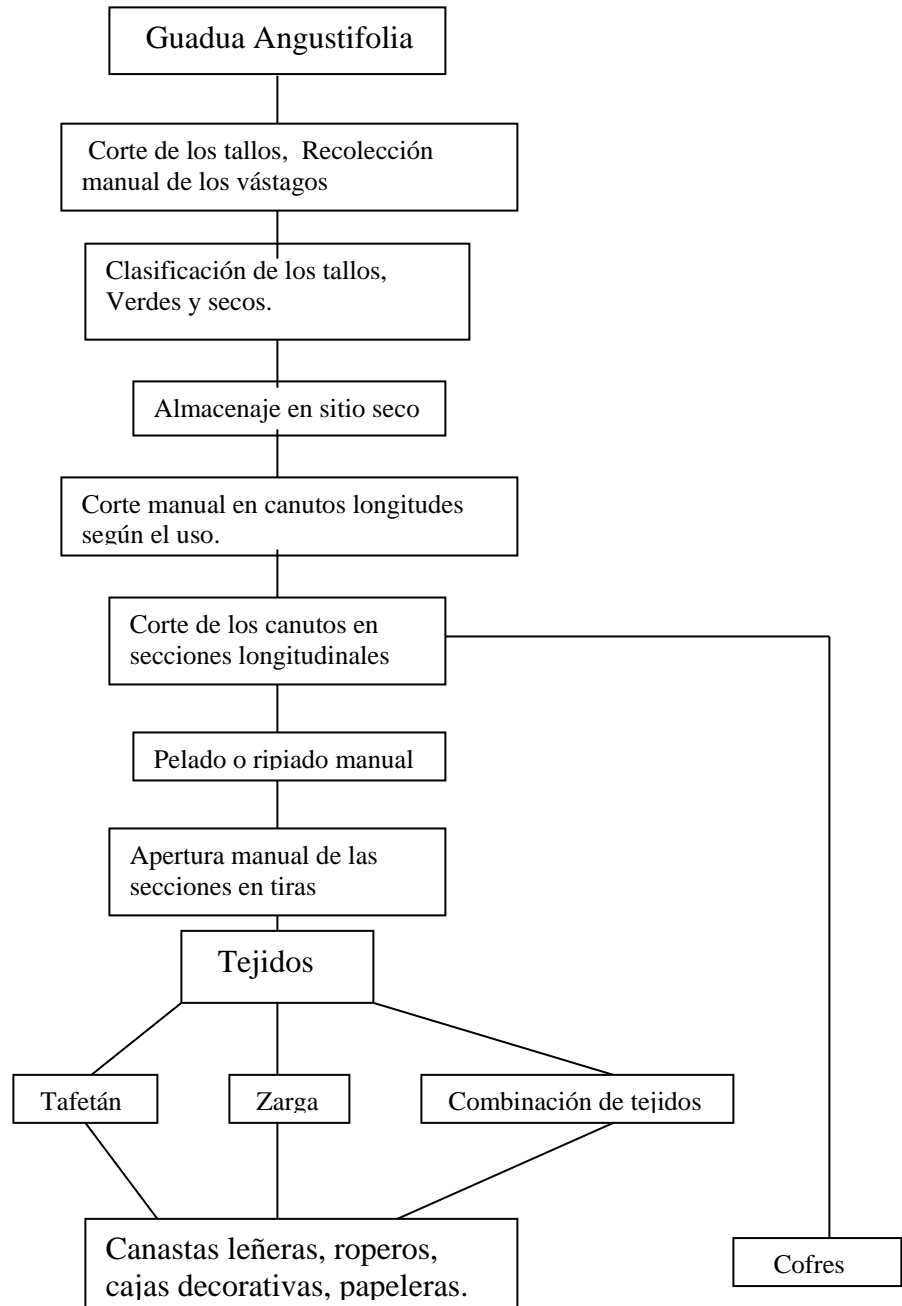 Guadua Angustifolia
Corte de los tallos, Recolección
manual de los vástagos
Clasificación de los tallos,
Verdes y secos.
Almacenaje en sitio seco
Corte manual en canutos longitudes
según el uso.
Corte de los canutos en
secciones longitudinales
Pelado o ripiado manual
Apertura manual de las
secciones en tiras
Tejidos
Tafetán
Zarga
Combinación de tejidos
Canastas leñeras, roperos,
cajas decorativas, papeleras.
Cofres